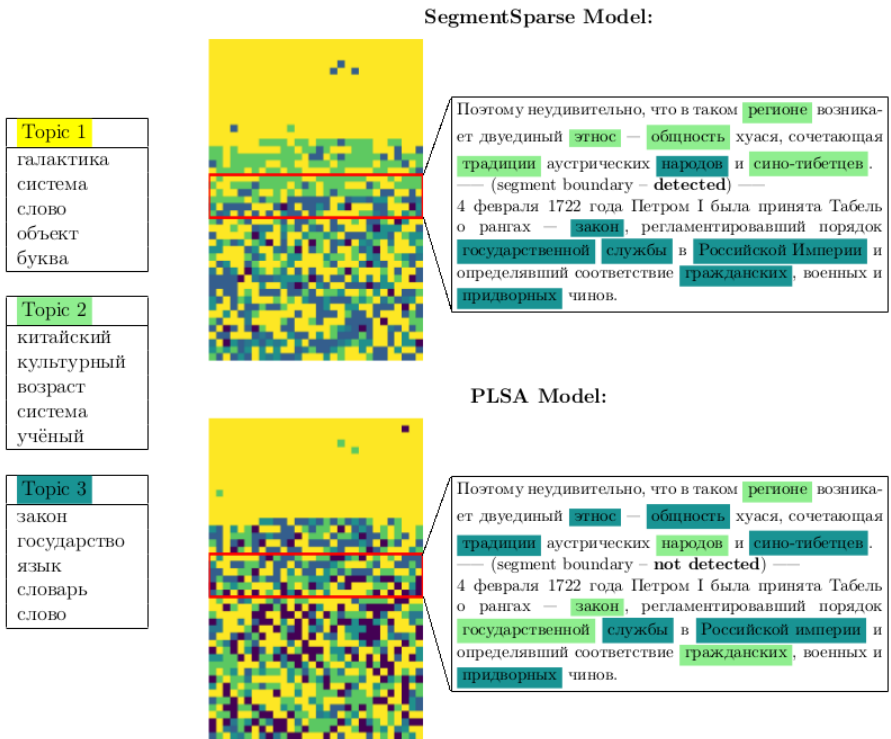 SegmentSparse Model:
Topic 1
галактика
система
слово
объект
буква
Topic 2
китайский
культурный
возраст
система
учёный
Topic 3
закон
государство
язык
словарь
слово
Поэтому неудивительно, что в таком регионе возника-
ет двуединый этнос — общность хуася, сочетающая
традиции аустрических народов и сино-тибетцев.
—— (segment boundary – detected) ——
4 февраля 1722 года Петром I была принята Табель
о рангах — закон, регламентировавший порядок
государственной службы в Российской Империи и
определявший соответствие гражданских, военных и
придворных чинов.
PLSA Model:
Поэтому неудивительно, что в таком регионе возника-
ет двуединый этнос — общность хуася, сочетающая
традиции аустрических народов и сино-тибетцев.
—— (segment boundary – not detected) ——
4 февраля 1722 года Петром I была принята Табель
о рангах — закон, регламентировавший порядок
государственной службы в Российской империи и
определявший соответствие гражданских, военных и
придворных чинов.